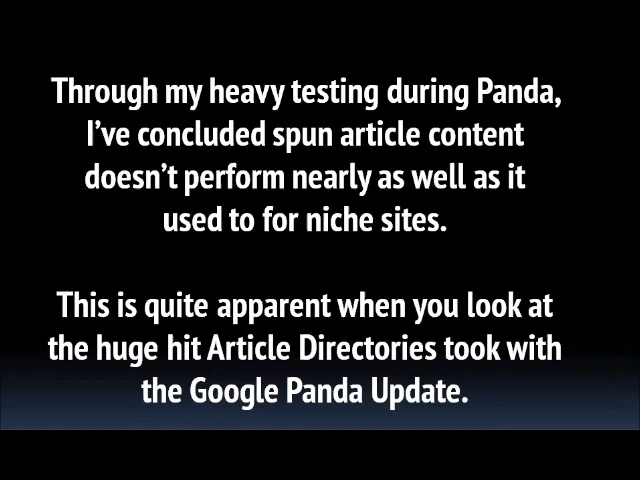 Through my heavy testing during Panda,
I’ve concluded spun article content
doesn’t perform nearly as well as it
used to for niche sites.
This is quite apparent when you look at
the huge hit Article Directories took with
the Google Panda Update.